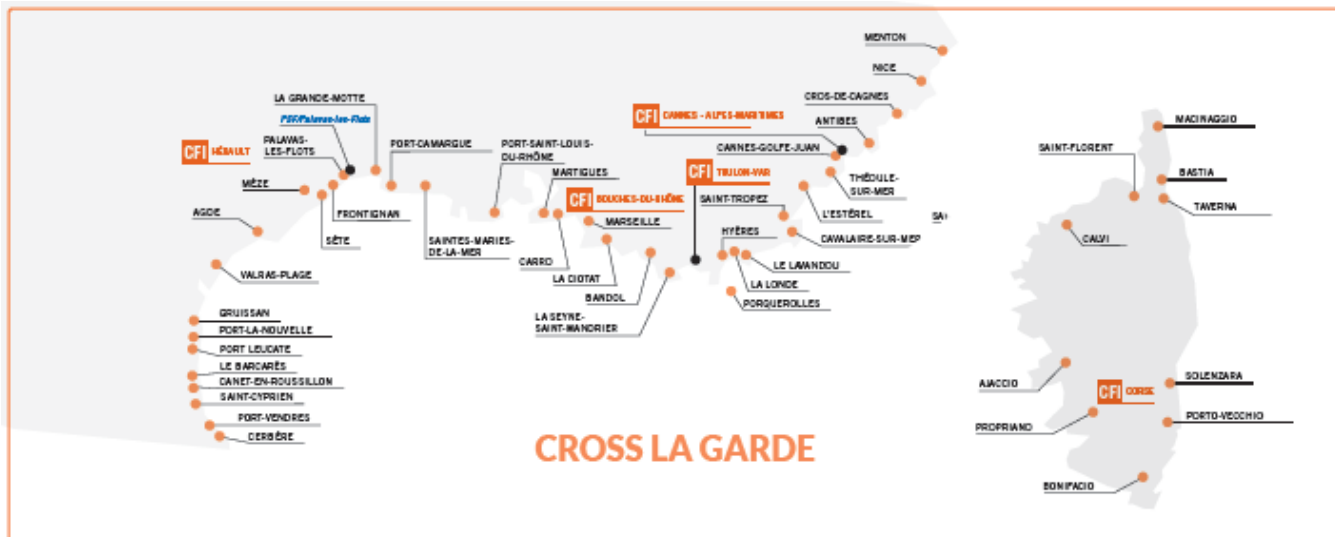 MENTON
NICE
CROS-DE-CAGNES
ANTIBES
CFI CANNES - ALPES-MARITIMES
CANNES-GOLFE-JUAN
THÉOULE-
SUR-MER
L'ESTÉREL
CFI TOULON-VAR
SAINT-TROPEZ
CAVALAIRE-SUR-MER
HYÈRES
LE LAVANDOU
LA LONDE
PORQUEROLLES
LA GRANDE-MOTTE
PSF/Palavas-les-Flots
CFI HÉRAULT
PALAVAS-
LES-FLOTS
PORT-CAMARGUE
PORT-SAINT-LOUIS-
DU-RHÔNE
MARTIGUES
CFI BOUCHES-DU-RHÔME
MARSEILLE
MÈZE
FRONTIGNAN
AGDE
SÈTE
SAINTES-MARIES-
DE-LA-MER
CARRO
LA CIOTAT
BANDOL
LA SEYNE-
SAINT-MANDRIER
VALRAS-PLAGE
GRUISSAN
PORT-LA-NOUVELLE
PORT LEUCATE
LE BARCARÈS
CANET-EN-ROUSSILLON
SAINT-CYPRIEN
PORT-VENDRES
CERBÈRE
CROSS LA GARDE
MACINAGGIO
SAINT-FLORENT
BASTIA
TAVERNA
CALVI
AJACCIO
CFI CORSE
SOLENZARA
PROPRIANO
PORTO-VECCHIO
BONIFACIO